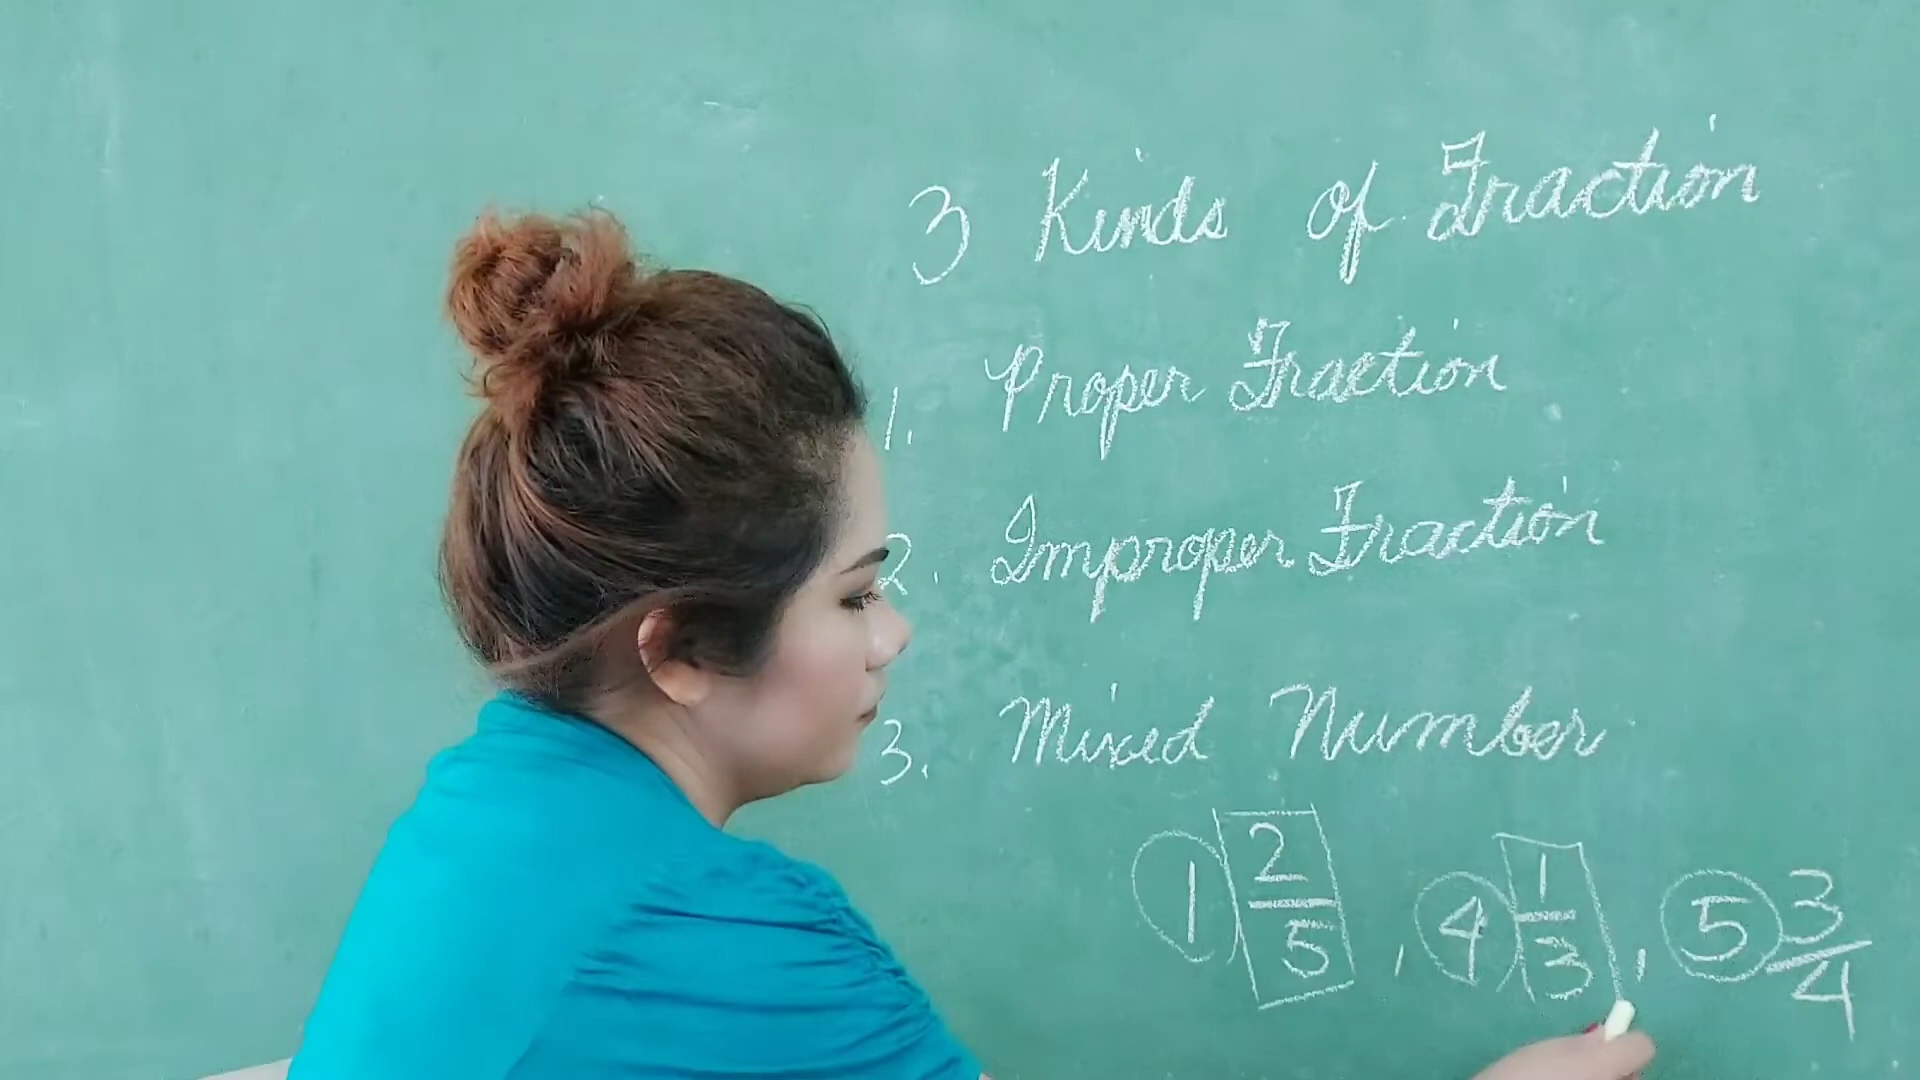 3 Kinds of Fraction
1. Proper Fraction
2. Improper Fraction
3. Mixed Number
1 2/5, 4 1/3, 5 3/4